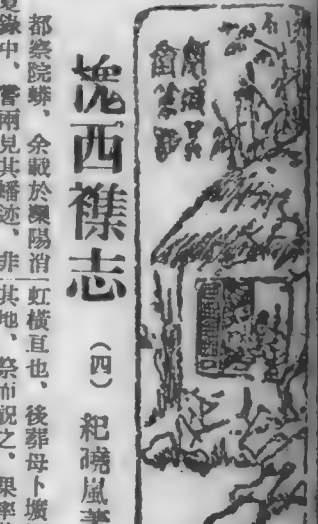 槐西襍志
（四）
紀曉嵐著
都察院蟒、余載於灤陽消
夏錄中、嘗兩見其蟠迹、非
虹橫亘也、後葬母卜壙
其地、祭而祝之、果率